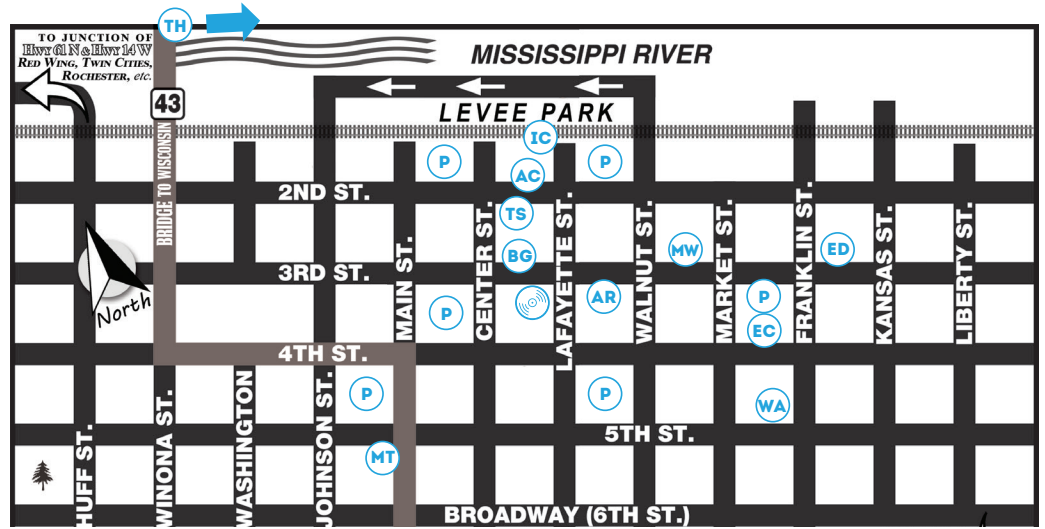 TH
TO JUNCTION OF
HWY 61 N & HWY 14 W
RED WING, TWIN CITIES,
ROCHESTER, etc.
MISSISSIPPI RIVER
43
LEVEE PARK
BRIDGE TO WISCONSIN
IC
P
P
AC
2ND ST.
TS
MW
ED
BG
3RD ST.
North
P
AR
P
EC
MAIN ST.
CENTER ST.
LAFAYETTE ST.
WALNUT ST.
MARKET ST.
FRANKLIN ST.
KANSAS ST.
LIBERTY ST.
4TH ST.
P
P
WA
5TH ST.
MT
HUFF ST.
WINONA ST.
WASHINGTON
JOHNSON ST.
BROADWAY (6TH ST.)